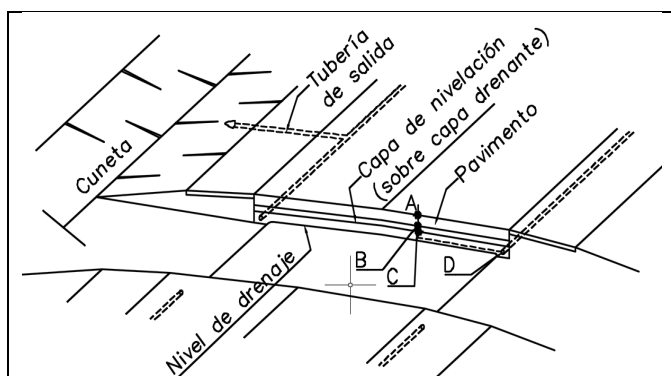 Tubería
de salida
Capa de nivelación
(sobre capa drenante)
Pavimento
Cuneta
A
B
C
D
Nivel de drenaje